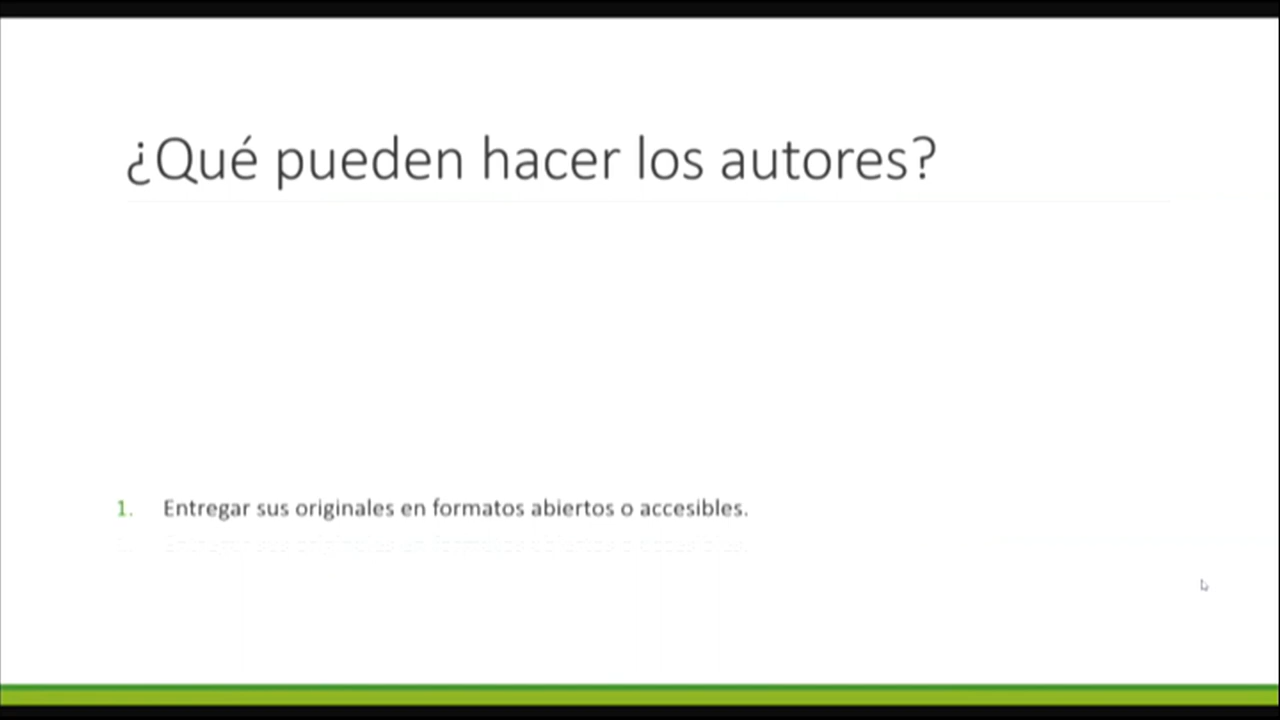 ¿Qué pueden hacer los autores?
1. Entregar sus originales en formatos abiertos o accesibles.